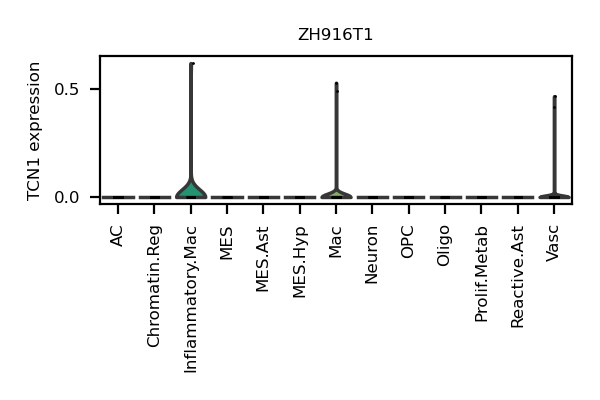 ZH916T1
TCN1 expression
0.5
0.0
AC
Chromatin.Reg
Inflammatory.Mac
MES
MES.Ast
MES.Hyp
Mac
Neuron
OPC
Oligo
Prolif.Metab
Reactive.Ast
Vasc